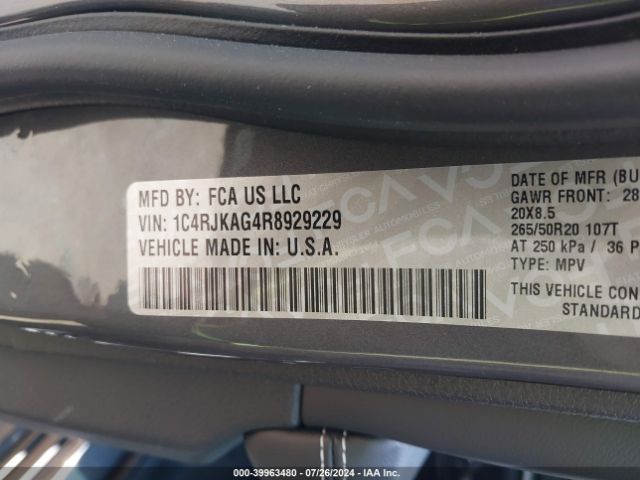 MFD BY: FCA US LLC
VIN: 1C4RJKAG4R8929229
VEHICLE MADE IN: U.S.A.
DATE OF MFR (BU
GAWR FRONT: 28
20X8.5
265/50R20 107T
AT 250 kPa / 36 P
TYPE: MPV
THIS VEHICLE CON
STANDARD
000-39963480 - 07/26/2024 - IAA Inc.